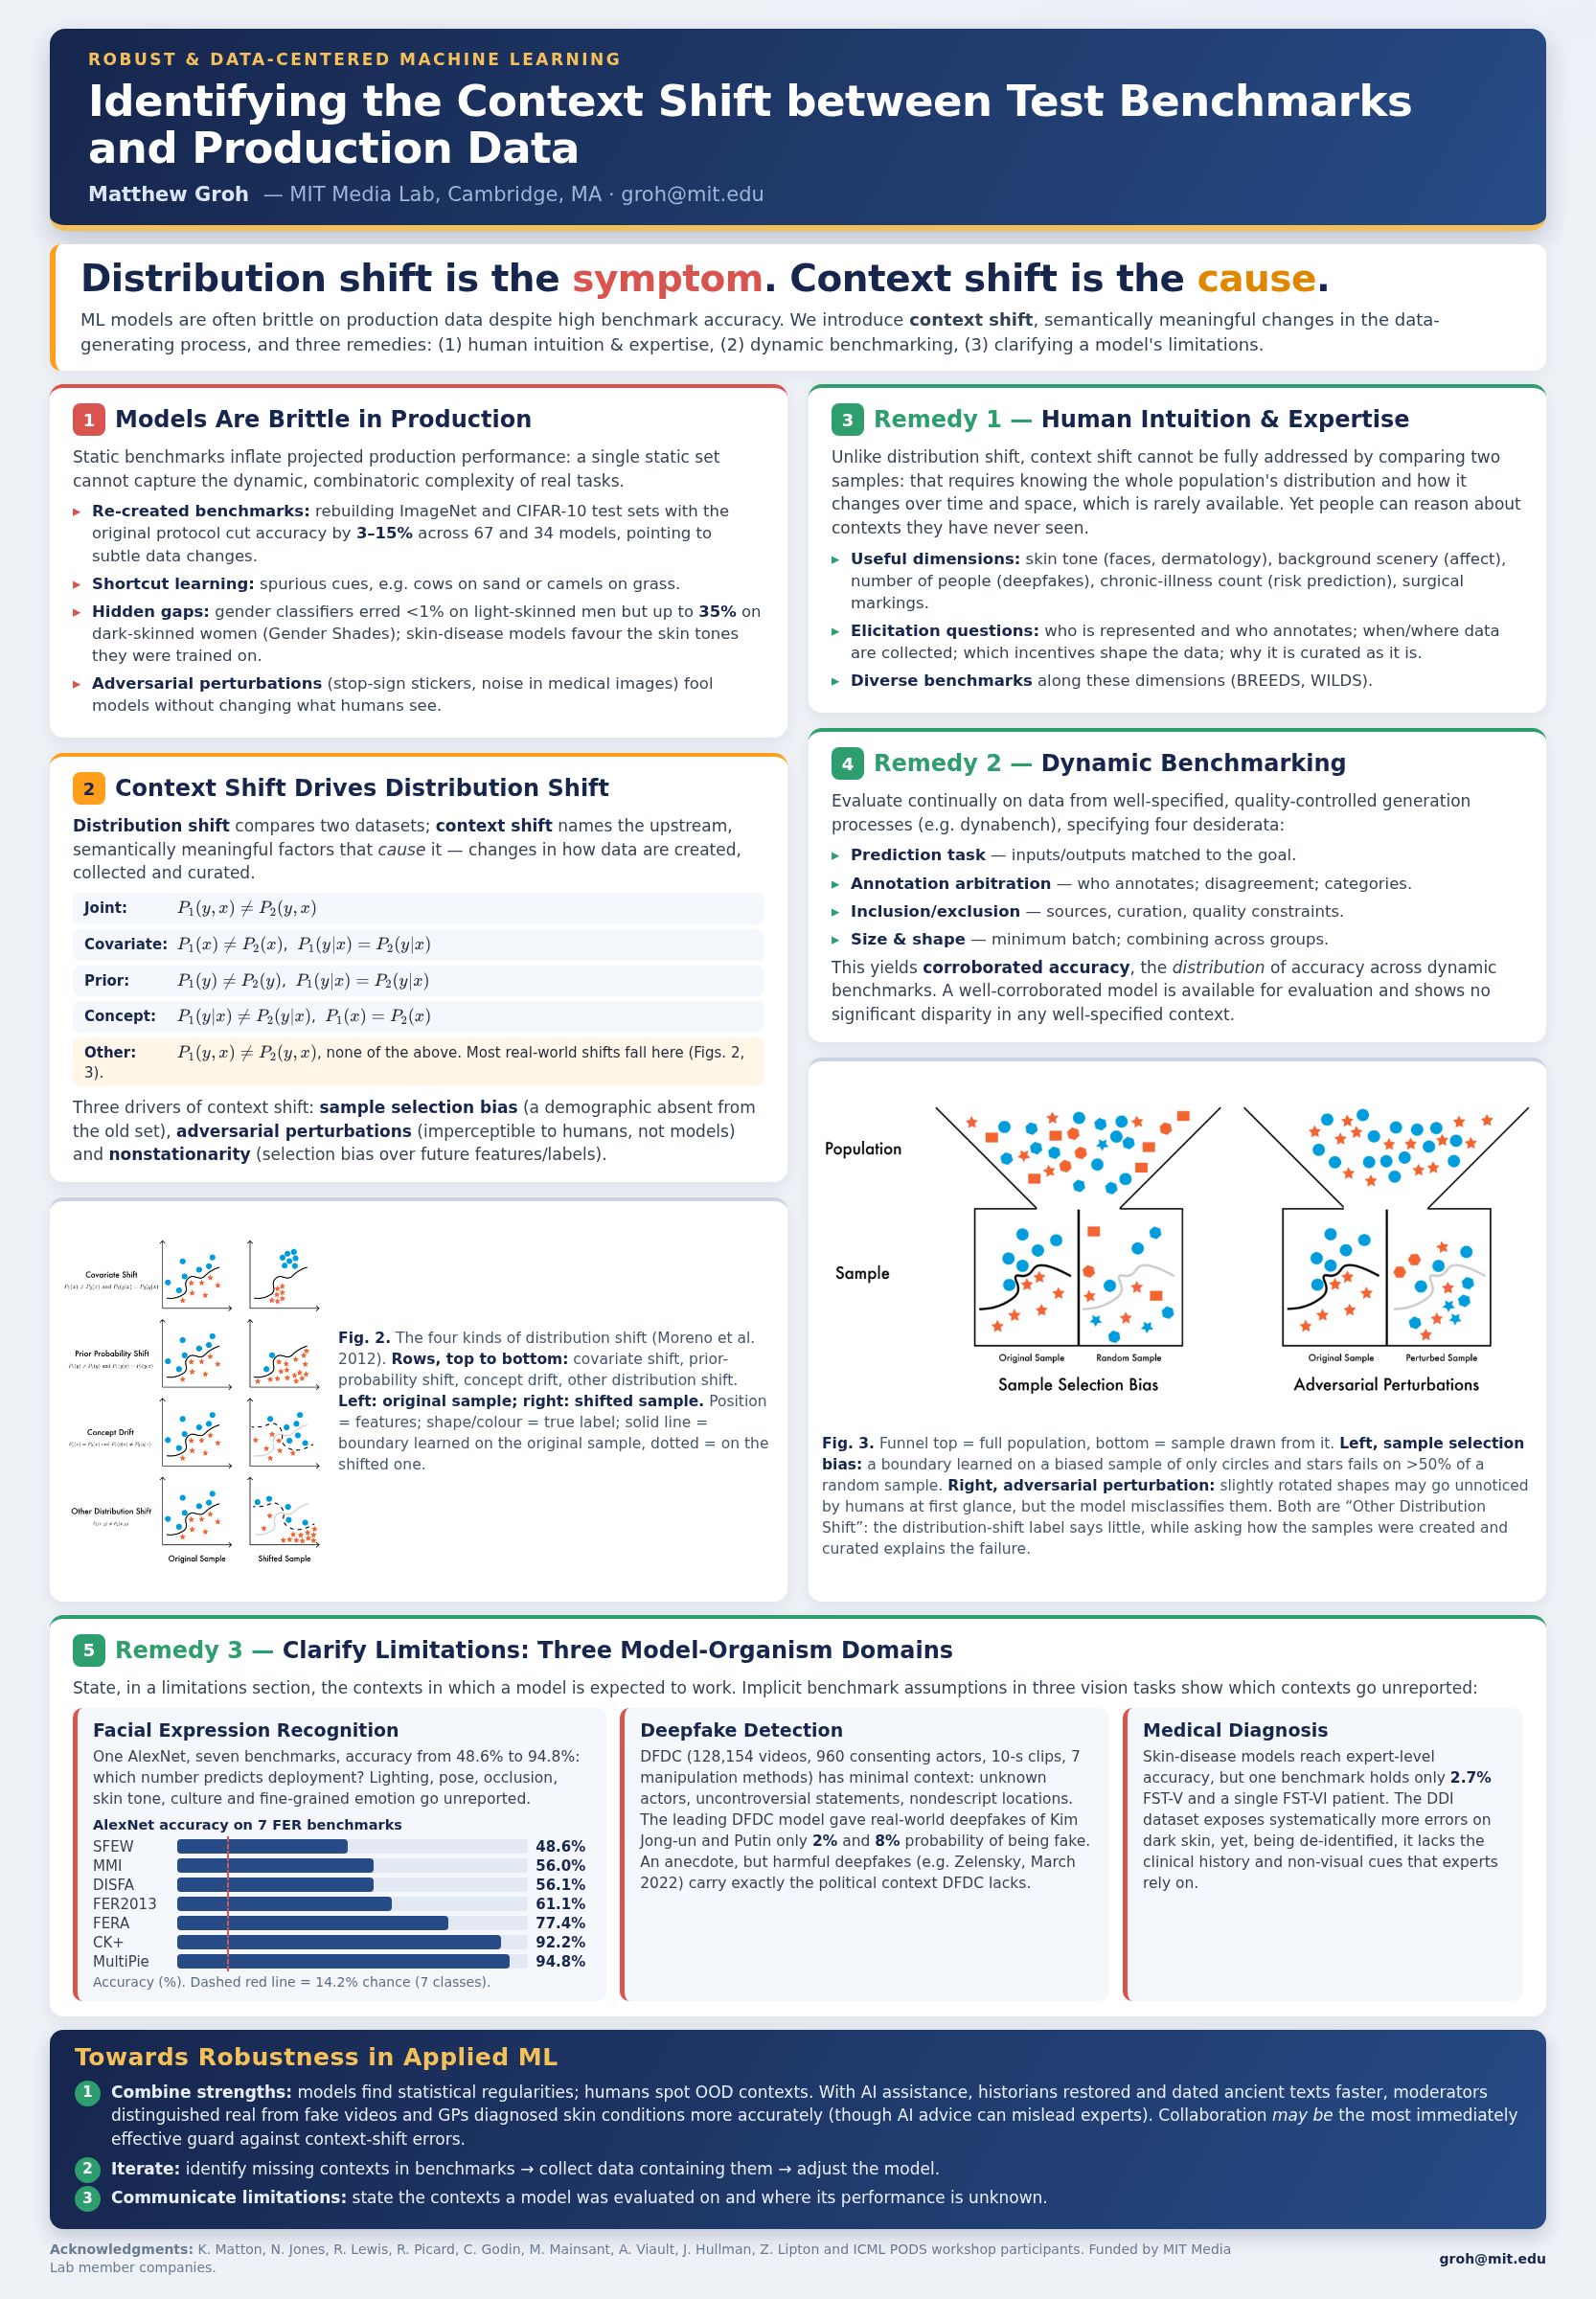 ROBUST & DATA-CENTERED MACHINE LEARNING
Identifying the Context Shift between Test Benchmarks
and Production Data
Matthew Groh — MIT Media Lab, Cambridge, MA · groh@mit.edu
Distribution shift is the symptom. Context shift is the cause.
ML models are often brittle on production data despite high benchmark accuracy. We introduce context shift, semantically meaningful changes in the data-
generating process, and three remedies: (1) human intuition & expertise, (2) dynamic benchmarking, (3) clarifying a model's limitations.
1 Models Are Brittle in Production
Static benchmarks inflate projected production performance: a single static set
cannot capture the dynamic, combinatoric complexity of real tasks.
▸ Re-created benchmarks: rebuilding ImageNet and CIFAR-10 test sets with the
original protocol cut accuracy by 3–15% across 67 and 34 models, pointing to
subtle data changes.
▸ Shortcut learning: spurious cues, e.g. cows on sand or camels on grass.
▸ Hidden gaps: gender classifiers erred <1% on light-skinned men but up to 35% on
dark-skinned women (Gender Shades); skin-disease models favour the skin tones
they were trained on.
▸ Adversarial perturbations (stop-sign stickers, noise in medical images) fool
models without changing what humans see.
2 Context Shift Drives Distribution Shift
Distribution shift compares two datasets; context shift names the upstream,
semantically meaningful factors that cause it — changes in how data are created,
collected and curated.
Joint: P₁(y, x) ≠ P₂(y, x)
Covariate: P₁(x) ≠ P₂(x), P₁(y|x) = P₂(y|x)
Prior: P₁(y) ≠ P₂(y), P₁(y|x) = P₂(y|x)
Concept: P₁(y|x) ≠ P₂(y|x), P₁(x) = P₂(x)
Other: P₁(y, x) ≠ P₂(y, x), none of the above. Most real-world shifts fall here (Figs. 2,
3).
Three drivers of context shift: sample selection bias (a demographic absent from
the old set), adversarial perturbations (imperceptible to humans, not models)
and nonstationarity (selection bias over future features/labels).
Covariate Shift
Prior Probability Shift
Concept Drift
Other Distribution Shift
Original Sample Shifted Sample
Fig. 2. The four kinds of distribution shift (Moreno et al.
2012). Rows, top to bottom: covariate shift, prior-
probability shift, concept drift, other distribution shift.
Left: original sample; right: shifted sample. Position
= features; shape/colour = true label; solid line =
boundary learned on the original sample, dotted = on the
shifted one.
3 Remedy 1 — Human Intuition & Expertise
Unlike distribution shift, context shift cannot be fully addressed by comparing two
samples: that requires knowing the whole population's distribution and how it
changes over time and space, which is rarely available. Yet people can reason about
contexts they have never seen.
▸ Useful dimensions: skin tone (faces, dermatology), background scenery (affect),
number of people (deepfakes), chronic-illness count (risk prediction), surgical
markings.
▸ Elicitation questions: who is represented and who annotates; when/where data
are collected; which incentives shape the data; why it is curated as it is.
▸ Diverse benchmarks along these dimensions (BREEDS, WILDS).
4 Remedy 2 — Dynamic Benchmarking
Evaluate continually on data from well-specified, quality-controlled generation
processes (e.g. dynabench), specifying four desiderata:
▸ Prediction task — inputs/outputs matched to the goal.
▸ Annotation arbitration — who annotates; disagreement; categories.
▸ Inclusion/exclusion — sources, curation, quality constraints.
▸ Size & shape — minimum batch; combining across groups.
This yields corroborated accuracy, the distribution of accuracy across dynamic
benchmarks. A well-corroborated model is available for evaluation and shows no
significant disparity in any well-specified context.
Population
Sample
Original Sample Random Sample Original Sample Perturbed Sample
Sample Selection Bias Adversarial Perturbations
Fig. 3. Funnel top = full population, bottom = sample drawn from it. Left, sample selection
bias: a boundary learned on a biased sample of only circles and stars fails on >50% of a
random sample. Right, adversarial perturbation: slightly rotated shapes may go unnoticed
by humans at first glance, but the model misclassifies them. Both are “Other Distribution
Shift”: the distribution-shift label says little, while asking how the samples were created and
curated explains the failure.
5 Remedy 3 — Clarify Limitations: Three Model-Organism Domains
State, in a limitations section, the contexts in which a model is expected to work. Implicit benchmark assumptions in three vision tasks show which contexts go unreported:
Facial Expression Recognition
One AlexNet, seven benchmarks, accuracy from 48.6% to 94.8%:
which number predicts deployment? Lighting, pose, occlusion,
skin tone, culture and fine-grained emotion go unreported.
AlexNet accuracy on 7 FER benchmarks
SFEW 48.6%
MMI 56.0%
DISFA 56.1%
FER2013 61.1%
FERA 77.4%
CK+ 92.2%
MultiPie 94.8%
Accuracy (%). Dashed red line = 14.2% chance (7 classes).
Deepfake Detection
DFDC (128,154 videos, 960 consenting actors, 10-s clips, 7
manipulation methods) has minimal context: unknown
actors, uncontroversial statements, nondescript locations.
The leading DFDC model gave real-world deepfakes of Kim
Jong-un and Putin only 2% and 8% probability of being fake.
An anecdote, but harmful deepfakes (e.g. Zelensky, March
2022) carry exactly the political context DFDC lacks.
Medical Diagnosis
Skin-disease models reach expert-level
accuracy, but one benchmark holds only 2.7%
FST-V and a single FST-VI patient. The DDI
dataset exposes systematically more errors on
dark skin, yet, being de-identified, it lacks the
clinical history and non-visual cues that experts
rely on.
Towards Robustness in Applied ML
1 Combine strengths: models find statistical regularities; humans spot OOD contexts. With AI assistance, historians restored and dated ancient texts faster, moderators
distinguished real from fake videos and GPs diagnosed skin conditions more accurately (though AI advice can mislead experts). Collaboration may be the most immediately
effective guard against context-shift errors.
2 Iterate: identify missing contexts in benchmarks → collect data containing them → adjust the model.
3 Communicate limitations: state the contexts a model was evaluated on and where its performance is unknown.
Acknowledgments: K. Matton, N. Jones, R. Lewis, R. Picard, C. Godin, M. Mainsant, A. Viault, J. Hullman, Z. Lipton and ICML PODS workshop participants. Funded by MIT Media
Lab member companies.
groh@mit.edu